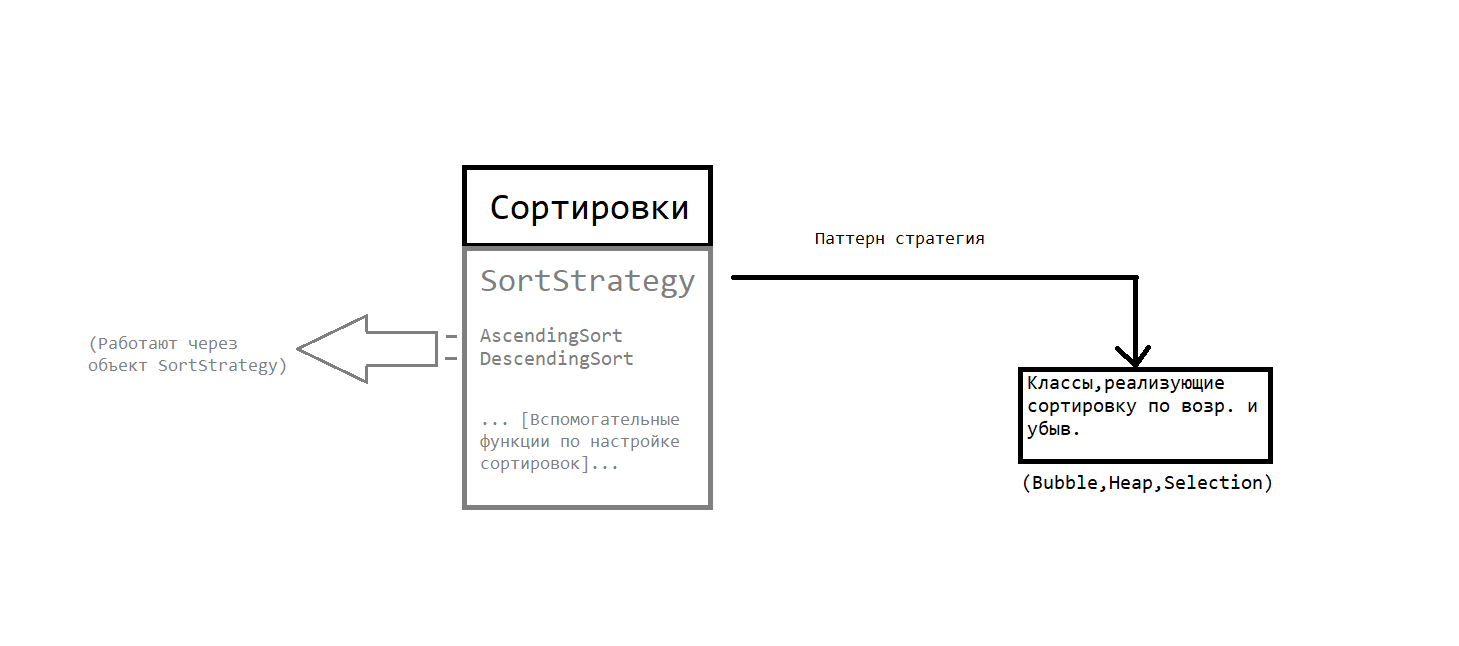 Сортировки
SortStrategy
AscendingSort
DescendingSort
... [Вспомогательные
функции по настройке
сортировок]...
(Работают через
объект SortStrategy)
Паттерн стратегия
Классы,реализующие
сортировку по возр. и
убыв.
(Bubble,Heap,Selection)